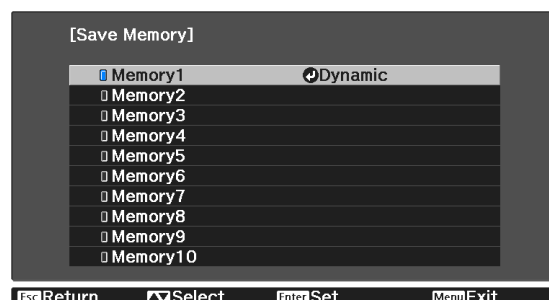 [Save Memory]
Memory1 Dynamic
Memory2
Memory3
Memory4
Memory5
Memory6
Memory7
Memory8
Memory9
Memory10
Esc Return Select Enter Set Menu Exit